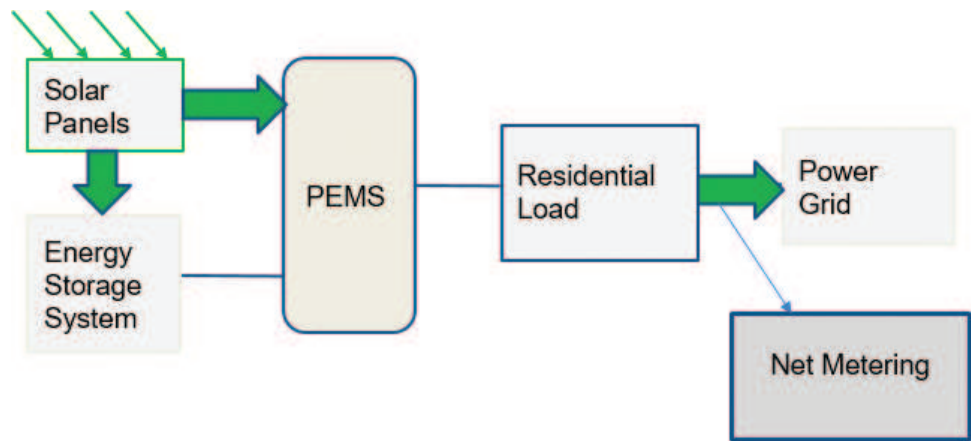 Solar
Panels
PEMS
Residential
Load
Power
Grid
Energy
Storage
System
Net Metering